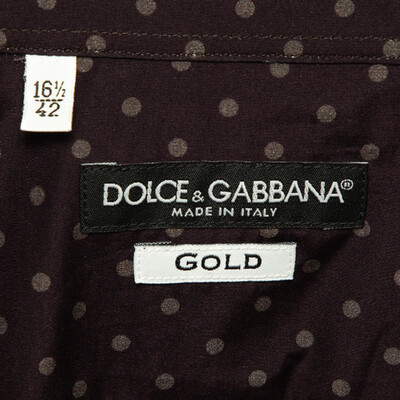 16½
42
DOLCE & GABBANA®
MADE IN ITALY
GOLD